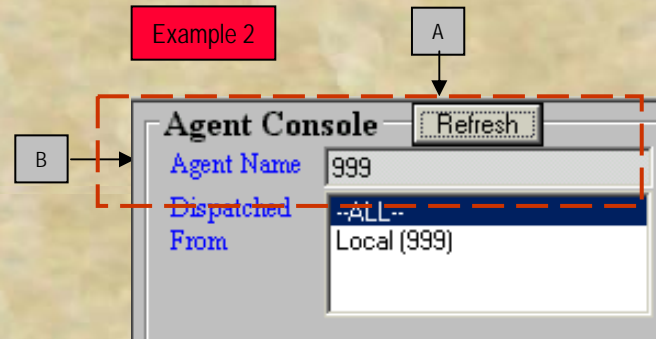 Example 2
A
Agent Console
Refresh
B
Agent Name
999
Dispatched
From
--ALL--
Local (999)